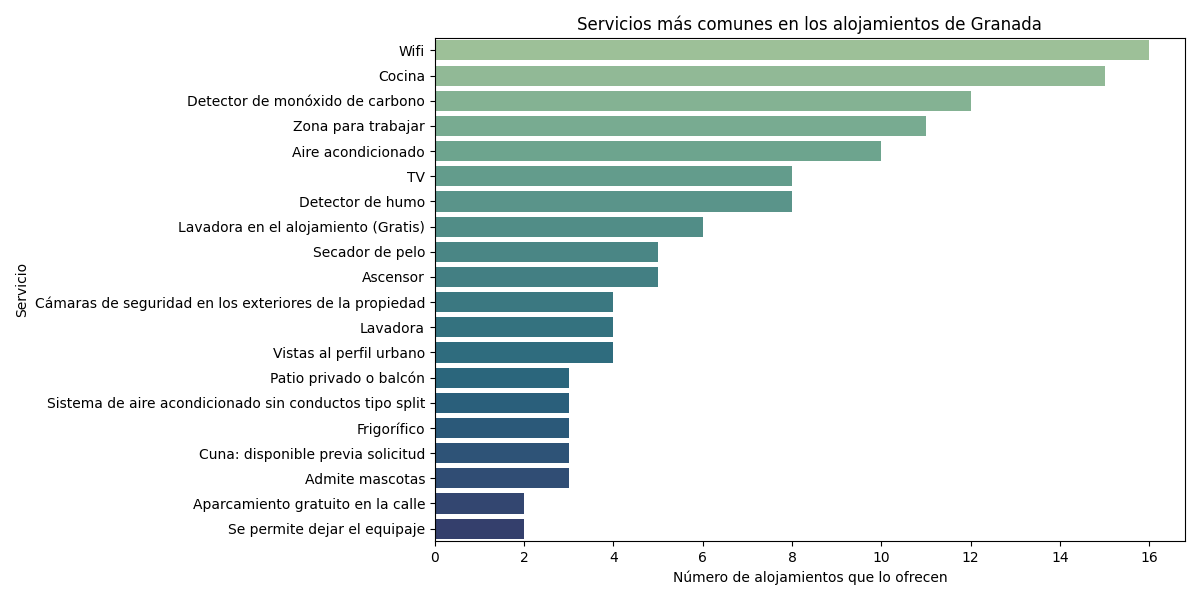 Servicios más comunes en los alojamientos de Granada
Servicio
Wifi
Cocina
Detector de monóxido de carbono
Zona para trabajar
Aire acondicionado
TV
Detector de humo
Lavadora en el alojamiento (Gratis)
Secador de pelo
Ascensor
Cámaras de seguridad en los exteriores de la propiedad
Lavadora
Vistas al perfil urbano
Patio privado o balcón
Sistema de aire acondicionado sin conductos tipo split
Frigorífico
Cuna: disponible previa solicitud
Admite mascotas
Aparcamiento gratuito en la calle
Se permite dejar el equipaje
0 2 4 6 8 10 12 14 16
Número de alojamientos que lo ofrecen